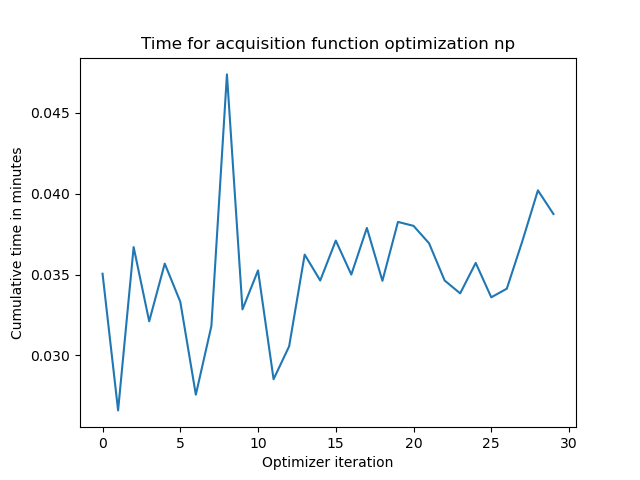 Time for acquisition function optimization np
Cumulative time in minutes
0.045
0.040
0.035
0.030
0 5 10 15 20 25 30
Optimizer iteration